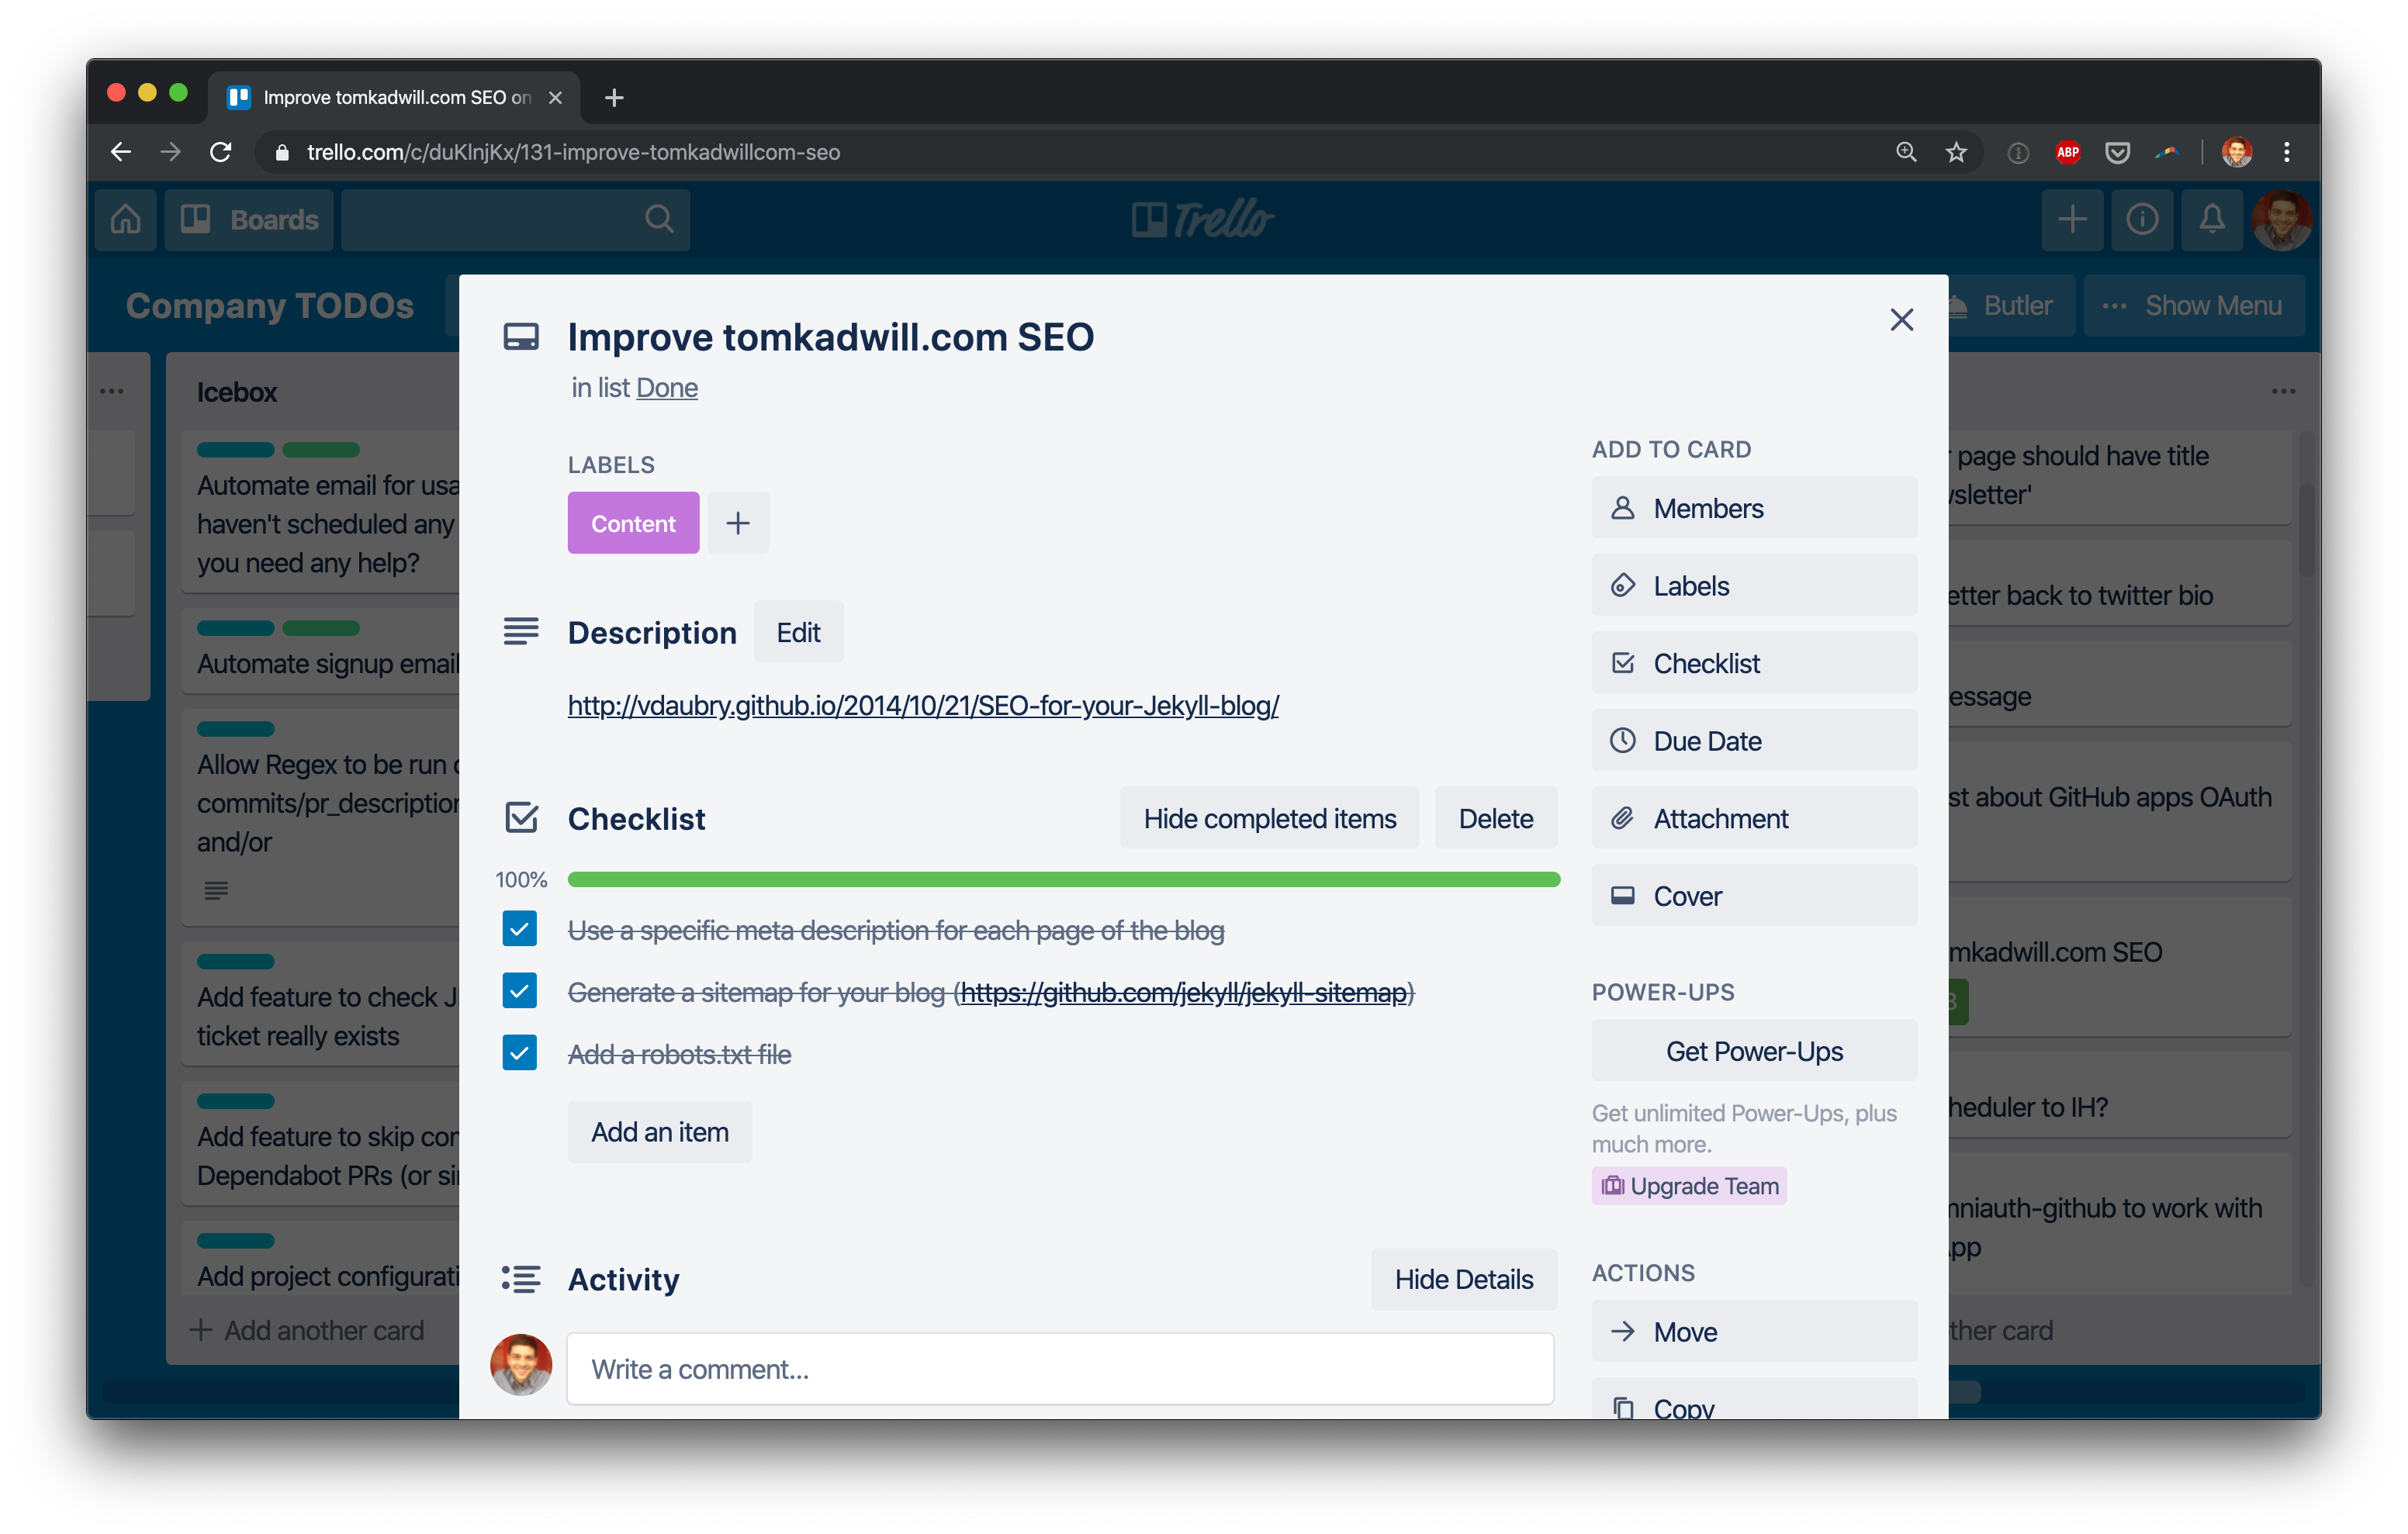 Improve tomkadwill.com SEO on
trello.com/c/duKlnjKx/131-improve-tomkadwillcom-seo
ABP
Boards
Trello
Company TODOs
Butler
Show Menu
Icebox
Automate email for usa
haven't scheduled any
you need any help?
Automate signup email
Allow Regex to be run
commits/pr_description
and/or
Add feature to check J
ticket really exists
Add feature to skip
Dependabot PRs (or
Add project configurati
Add another card
Improve tomkadwill.com SEO
in list Done
LABELS
Content
Description
Edit
http://vdaubry.github.io/2014/10/21/SEO-for-your-Jekyll-blog/
Checklist
Hide completed items
Delete
100%
Use a specific meta description for each page of the blog
Generate a sitemap for your blog (https://github.com/jekyll/jekyll-sitemap)
Add a robots.txt file
Add an item
Activity
Hide Details
Write a comment...
ADD TO CARD
Members
Labels
Checklist
Due Date
Attachment
Cover
POWER-UPS
Get Power-Ups
Get unlimited Power-Ups, plus
much more.
Upgrade Team
ACTIONS
Move
Copy
page should have title
sletter'
etter back to twitter bio
essage
st about GitHub apps OAuth
mkadwill.com SEO
3
heduler to IH?
niauth-github to work with
pp
ther card